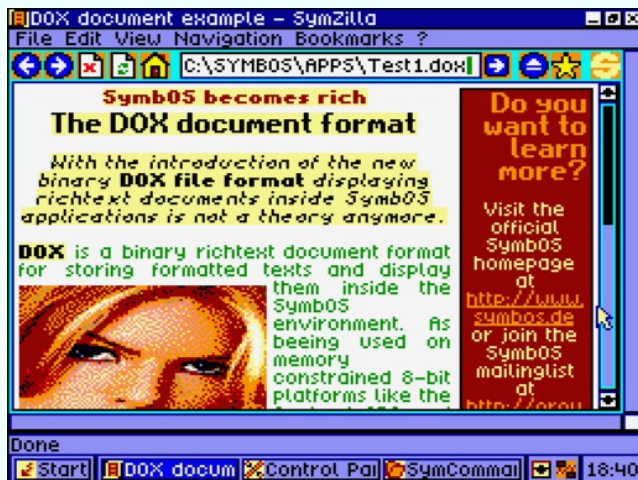 DOX document example - SymZilla
File Edit View Navigation Bookmarks ?
C:\SYMBOS\APPS\Test1.dox
SymbOS becomes rich
The DOX document format
With the introduction of the new
binary DOX file format displaying
richtext documents inside SymbOS
applications is not a theory anymore.
DOX is a binary richtext document format
for storing formatted texts and display
them inside the
SymbOS
environment. As
beeing used on
memory
constrained 8-bit
platforms like the
Do you
want to
learn
more?
Visit the
official
SymbOS
homepage
at
http://www.
symbos.de
or join the
SymbOS
mailinglist
at
Done
Start
DOX docum
Control Pa
SymComma
18:40